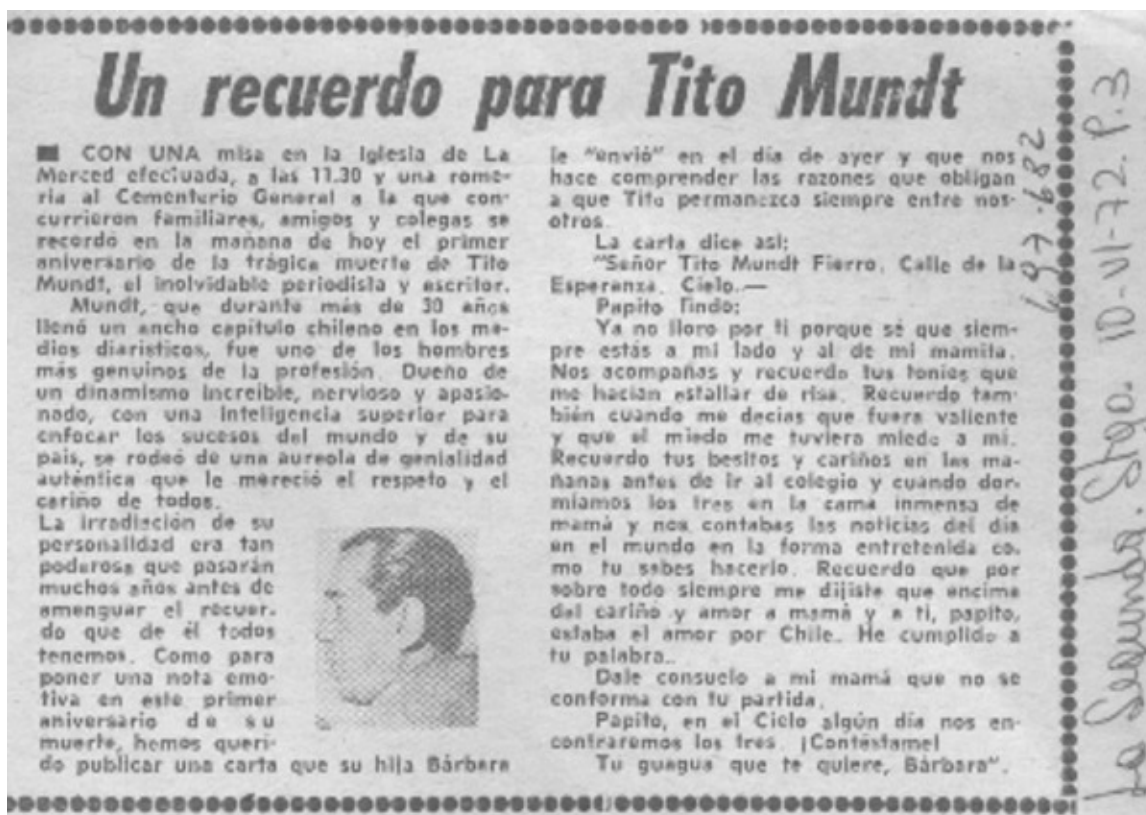 Un recuerdo para Tito Mundt
■ CON UNA misa en la Iglesia de La
Merced efectuada, a las 11.30 y una rome-
ría al Cementerio General a la que con-
currieron familiares, amigos y colegas se
recordó en la mañana de hoy el primer
aniversario de la trágica muerte de Tito
Mundt, el inolvidable periodista y escritor.
Mundt, que durante más de 30 años
llenó un ancho capítulo chileno en los me-
dios diarísticos, fue uno de los hombres
más genuinos de la profesión. Dueño de
un dinamismo increíble, nervioso y apasio-
nado, con una inteligencia superior para
enfocar los sucesos del mundo y de su
país, se rodeó de una aureola de genialidad
auténtica que le mereció el respeto y el
cariño de todos.
La irradiación de su
personalidad era tan
poderosa que pasarán
muchos años antes de
amenguar el recuer-
do que de él todos
tenemos. Como para
poner una nota emo-
tiva en este primer
aniversario de su
muerte, hemos queri-
do publicar una carta que su hija Bárbara
le "envió" en el día de ayer y que nos
hace comprender las razones que obligan
a que Tito permanezca siempre entre nos-
otros.
La carta dice así:
"Señor Tito Mundt Fierro. Calle de la
Esperanza. Cielo.—
Papito lindo:
Ya no lloro por ti porque sé que siem-
pre estás a mi lado y al de mi mamita.
Nos acompañas y recuerdo tus tonies que
me hacían estallar de risa. Recuerdo tam-
bién cuando me decías que fuera valiente
y que el miedo me tuviera miedo a mí.
Recuerdo tus besitos y cariños en las ma-
ñanas antes de ir al colegio y cuando dor-
míamos los tres en la cama inmensa de
mamá y nos contabas las noticias del día
en el mundo en la forma entretenida co-
mo tu sabes hacerlo. Recuerdo que por
sobre todo siempre me dijiste que encima
del cariño y amor a mamá y a ti, papito,
estaba el amor por Chile. He cumplido a
tu palabra..
Dale consuelo a mi mamá que no se
conforma con tu partida.
Papito, en el Cielo algún día nos en-
contraremos los tres. ¡Contéstame!
Tu guagua que te quiere, Bárbara".
697.682
La Segunda. Stgo. 10-VI-72. P.3